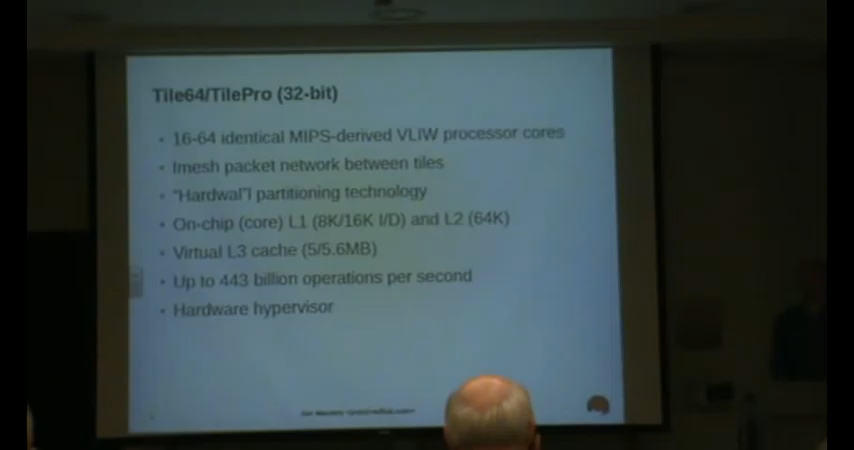 Tile64/TilePro (32-bit)
• 16-64 identical MIPS-derived VLIW processor cores
• Imesh packet network between tiles
• "Hardwal"l partitioning technology
• On-chip (core) L1 (8K/16K I/D) and L2 (64K)
• Virtual L3 cache (5/5.6MB)
• Up to 443 billion operations per second
• Hardware hypervisor